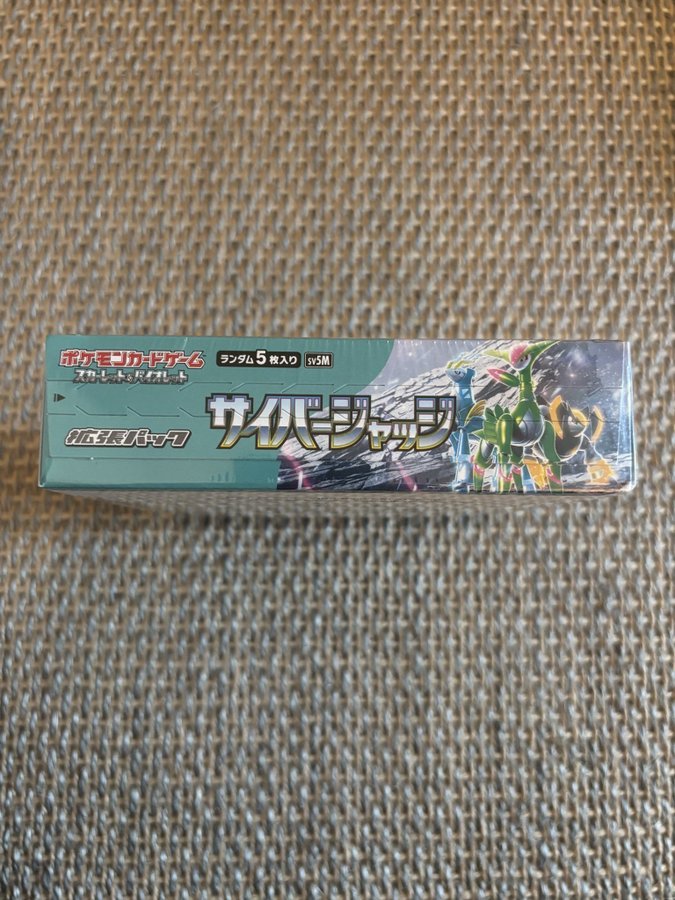 ポケモンカードゲーム
スカーレット&バイオレット
ランダム5枚入り SV5M
拡張パック
サイバージャッジ